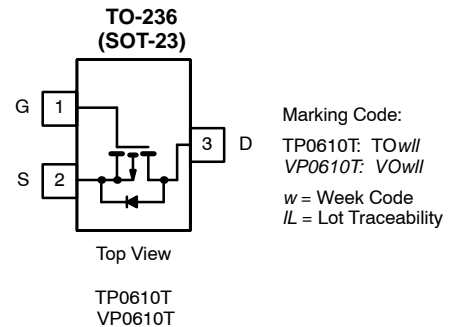 TO-236
(SOT-23)
G 1
3 D
S 2
Top View
TP0610T
VP0610T
Marking Code:
TP0610T: TOwll
VP0610T: VOwll
w = Week Code
lL = Lot Traceability